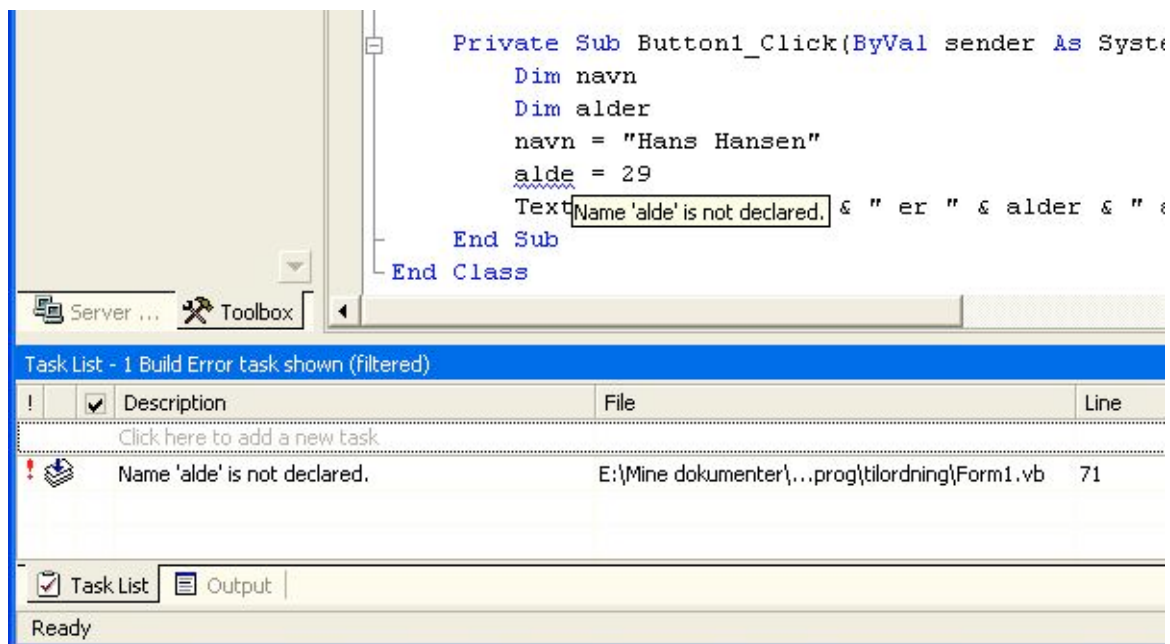 Private Sub Button1_Click(ByVal sender As Syste
Dim navn
Dim alder
navn = "Hans Hansen"
alde = 29
Text Name 'alde' is not declared. & " er " & alder & " a
End Sub
End Class
Server ... Toolbox
Task List - 1 Build Error task shown (filtered)
! Description File Line
Click here to add a new task
! Name 'alde' is not declared. E:\Mine dokumenter\...prog\tilordning\Form1.vb 71
Task List Output
Ready